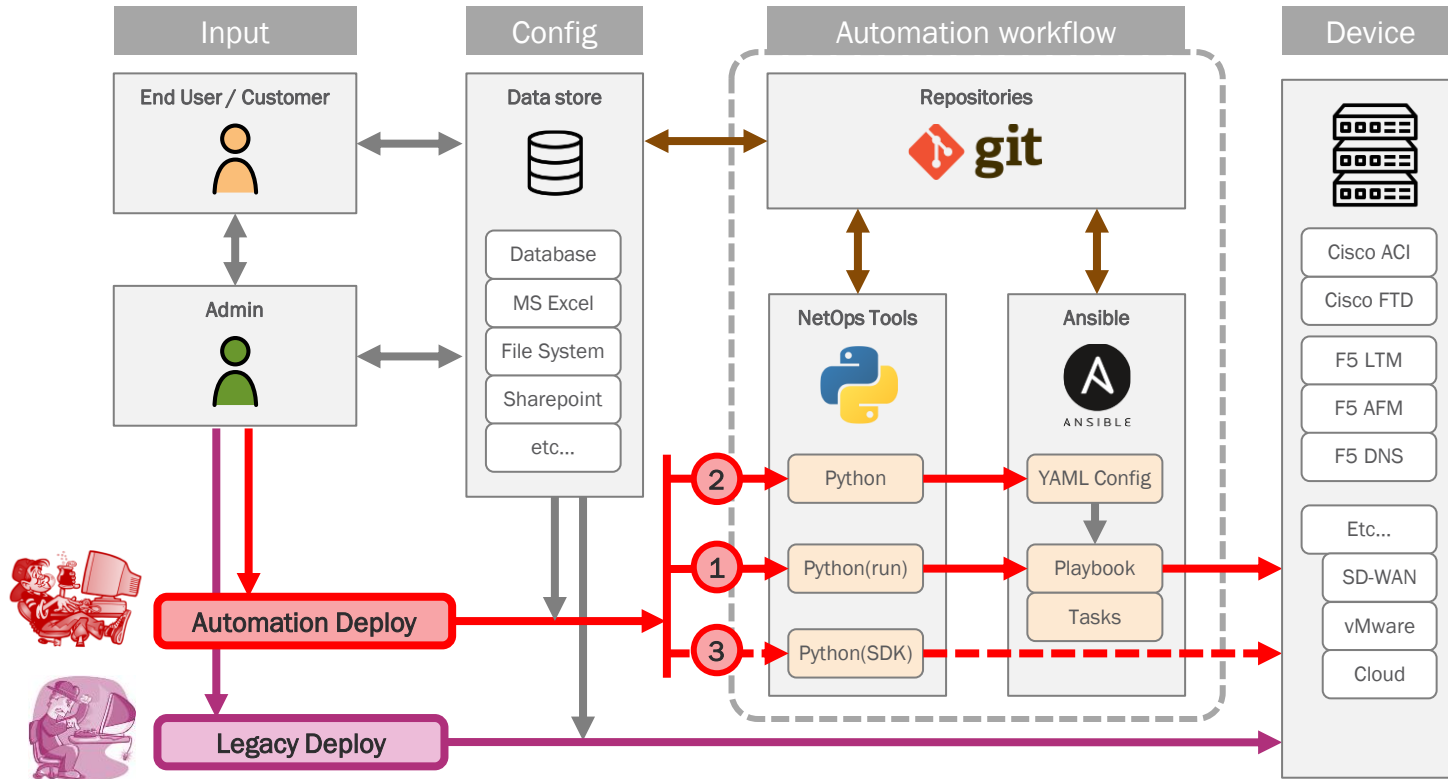 Input
Config
Automation workflow
Device
End User / Customer
Admin
Data store
Database
MS Excel
File System
Sharepoint
etc...
Repositories
git
NetOps Tools
Ansible
ANSIBLE
2
Python
YAML Config
1
Python(run)
Playbook
Tasks
3
Python(SDK)
Cisco ACI
Cisco FTD
F5 LTM
F5 AFM
F5 DNS
Etc...
SD-WAN
vMware
Cloud
Automation Deploy
Legacy Deploy